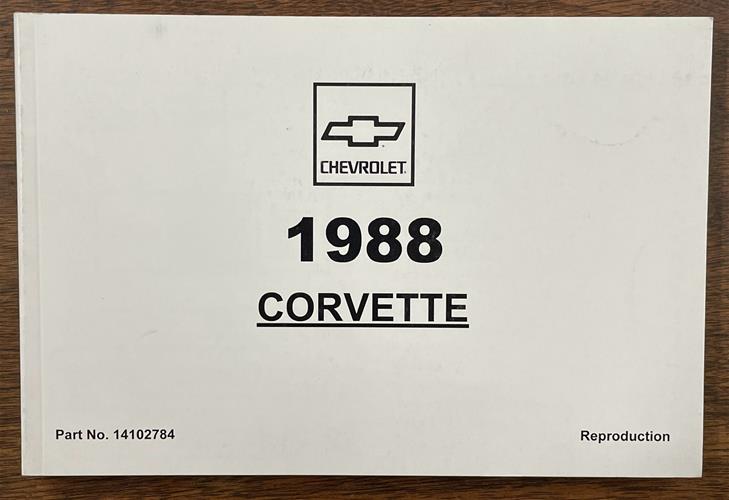 CHEVROLET
1988
CORVETTE
Part No. 14102784
Reproduction